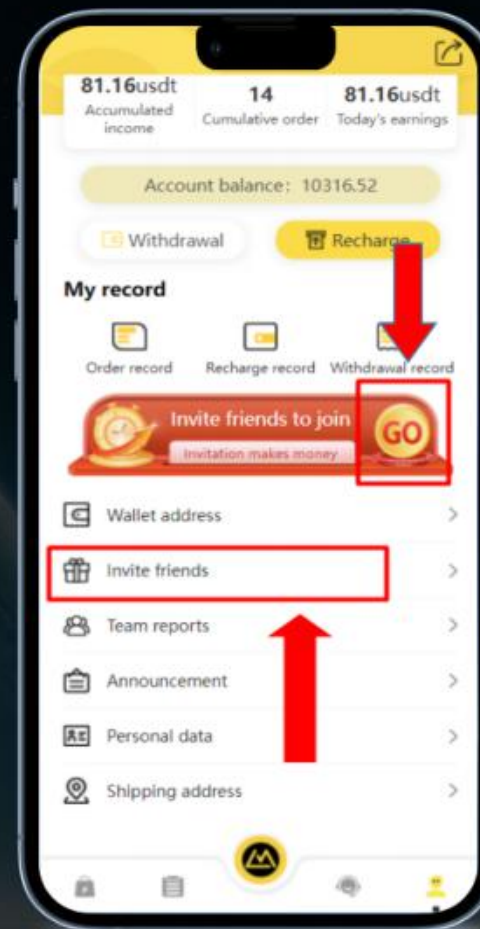 81.16usdt
Accumulated
income
14
Cumulative order
81.16usdt
Today's earnings
Account balance: 10316.52
Withdrawal
Recharge
My record
Order record
Recharge record
Withdrawal record
Invite friends to join
Invitation makes money
GO
Wallet address
Invite friends
Team reports
Announcement
Personal data
Shipping address